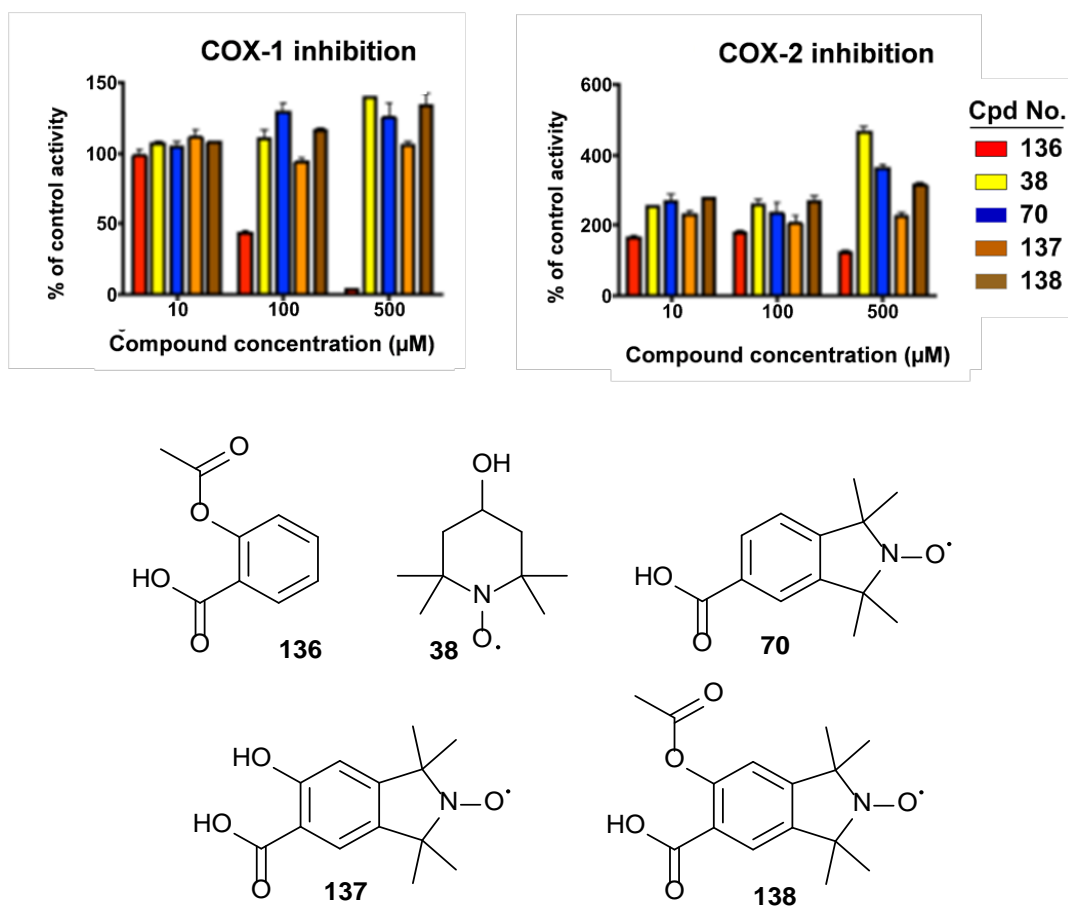 COX-1 inhibition
% of control activity
150
100
50
0
10 100 500
Compound concentration (µM)
COX-2 inhibition
% of control activity
600
400
200
0
10 100 500
Compound concentration (µM)
Cpd No.
136
38
70
137
138
O
O
HO
O
136
OH
N
O•
38
HO
O
N
O•
70
HO
HO
O
N
O•
137
O
O
HO
O
N
O•
138